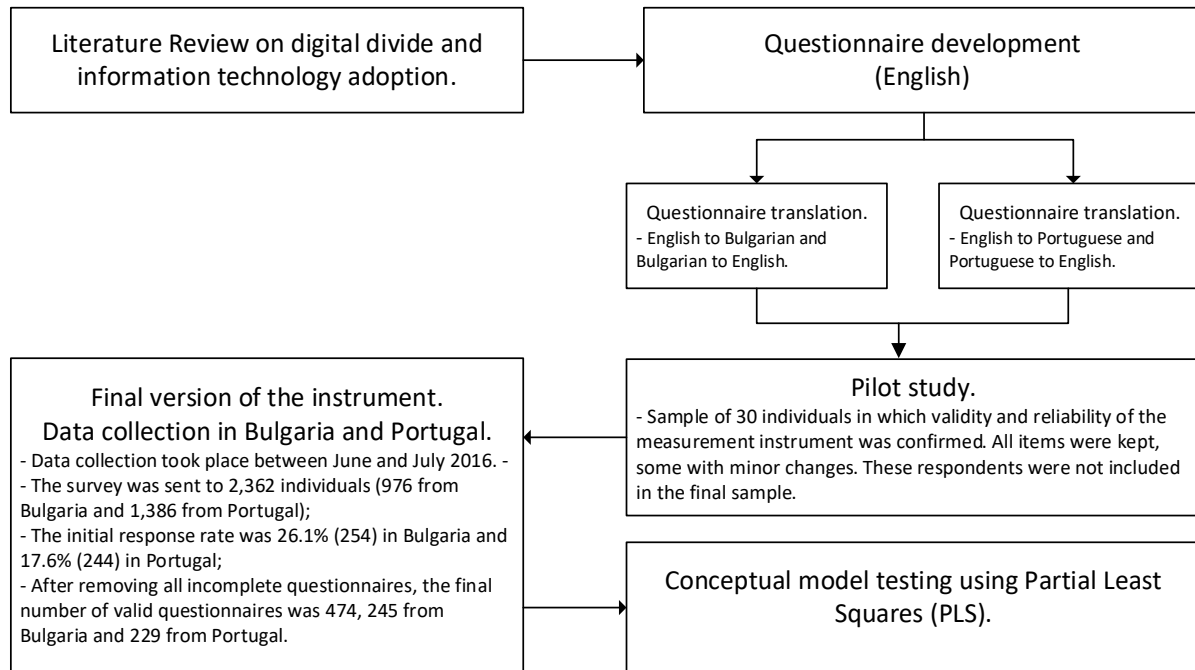 Literature Review on digital divide and
information technology adoption.
Questionnaire development
(English)
Questionnaire translation.
- English to Bulgarian and
Bulgarian to English.
Questionnaire translation.
- English to Portuguese and
Portuguese to English.
Pilot study.
- Sample of 30 individuals in which validity and reliability of the
measurement instrument was confirmed. All items were kept,
some with minor changes. These respondents were not included
in the final sample.
Final version of the instrument.
Data collection in Bulgaria and Portugal.
- Data collection took place between June and July 2016. -
- The survey was sent to 2,362 individuals (976 from
Bulgaria and 1,386 from Portugal);
- The initial response rate was 26.1% (254) in Bulgaria and
17.6% (244) in Portugal;
- After removing all incomplete questionnaires, the final
number of valid questionnaires was 474, 245 from
Bulgaria and 229 from Portugal.
Conceptual model testing using Partial Least
Squares (PLS).